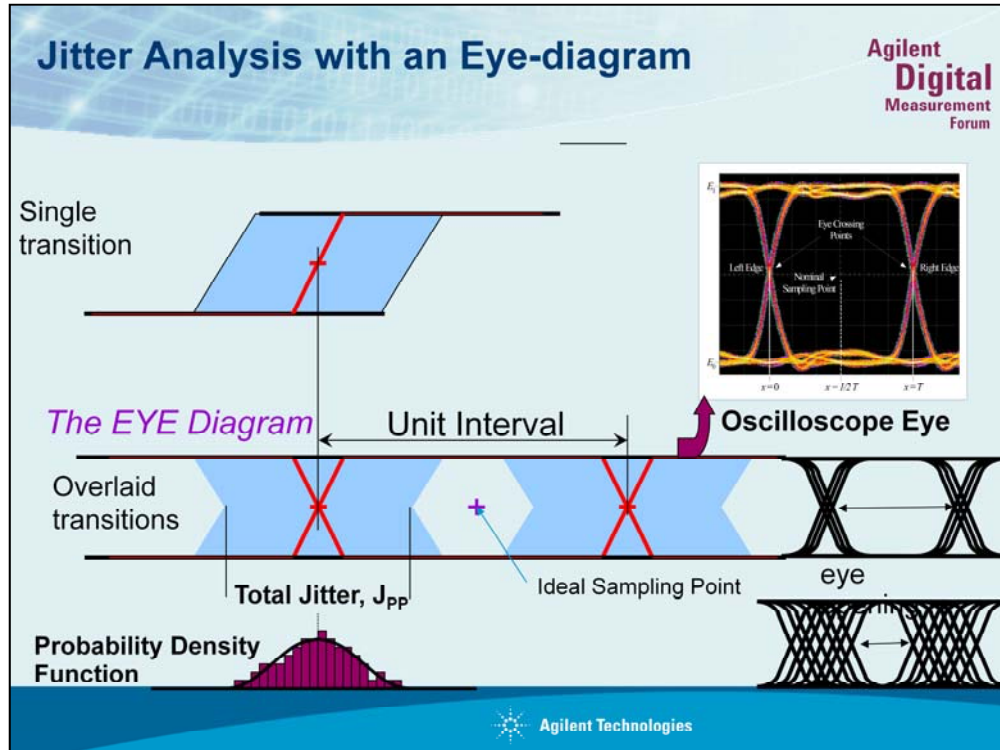 Jitter Analysis with an Eye-diagram
Agilent
Digital
Measurement
Forum
Single
transition
E1
Eye Crossing
Points
Left Edge
Right Edge
Nominal
Sampling Point
E0
x=0
x=1/2T
x=T
The EYE Diagram
Unit Interval
Oscilloscope Eye
Overlaid
transitions
Ideal Sampling Point
eye
Total Jitter, JPP
Probability Density
Function
Agilent Technologies